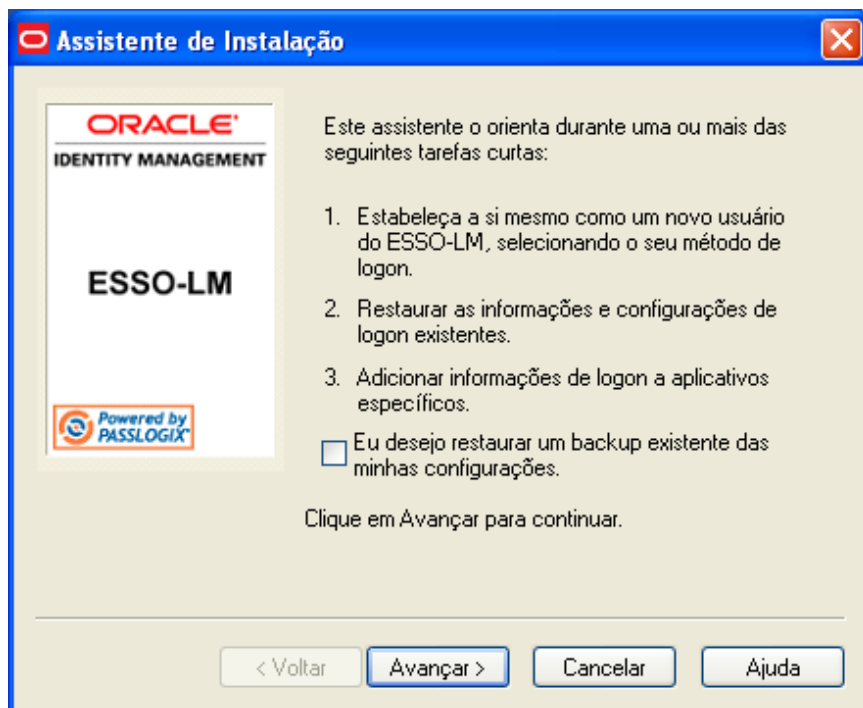 Assistente de Instalação
ORACLE'
IDENTITY MANAGEMENT
ESSO-LM
Powered by
PASSLOGIX
Este assistente o orienta durante uma ou mais das
seguintes tarefas curtas:
1. Estabeleça a si mesmo como um novo usuário
do ESSO-LM, selecionando o seu método de
logon.
2. Restaurar as informações e configurações de
logon existentes.
3. Adicionar informações de logon a aplicativos
específicos.
Eu desejo restaurar um backup existente das
minhas configurações.
Clique em Avançar para continuar.
< Voltar
Avançar >
Cancelar
Ajuda